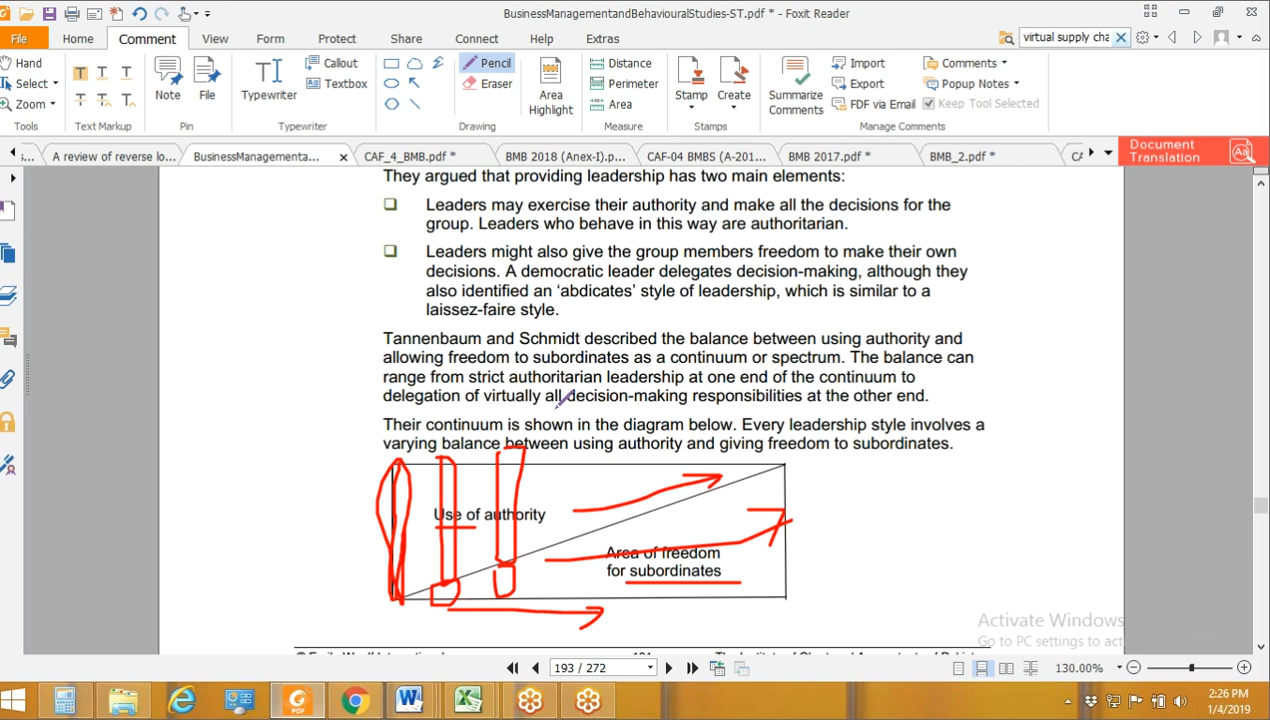 BusinessManagementandBehaviouralStudies-ST.pdf * - Foxit Reader
File Home Comment View Form Protect Share Connect Help Extras virtual supply cha
Hand
Select
Zoom
Tools
Text Markup
Note
File
Pin
Typewriter
Callout
Textbox
Typewriter
Pencil
Eraser
Area Highlight
Drawing
Distance
Perimeter
Area
Measure
Stamp
Create
Stamps
Summarize Comments
Import
Export
FDF via Email
Comments
Popup Notes
Keep Tool Selected
Manage Comments
s... A review of reverse lo... BusinessManagementa... CAF_4_BMB.pdf * BMB 2018 (Anex-I).p... CAF-04 BMBS (A-201... BMB 2017.pdf * BMB_2.pdf * CA
Document Translation
They argued that providing leadership has two main elements:
Leaders may exercise their authority and make all the decisions for the
group. Leaders who behave in this way are authoritarian.
Leaders might also give the group members freedom to make their own
decisions. A democratic leader delegates decision-making, although they
also identified an ‘abdicates’ style of leadership, which is similar to a
laissez-faire style.
Tannenbaum and Schmidt described the balance between using authority and
allowing freedom to subordinates as a continuum or spectrum. The balance can
range from strict authoritarian leadership at one end of the continuum to
delegation of virtually all decision-making responsibilities at the other end.
Their continuum is shown in the diagram below. Every leadership style involves a
varying balance between using authority and giving freedom to subordinates.
Use of authority
Area of freedom
for subordinates
Activate Windows
Go to PC settings to activate Windows.
193 / 272
130.00%
2:26 PM
1/4/2019